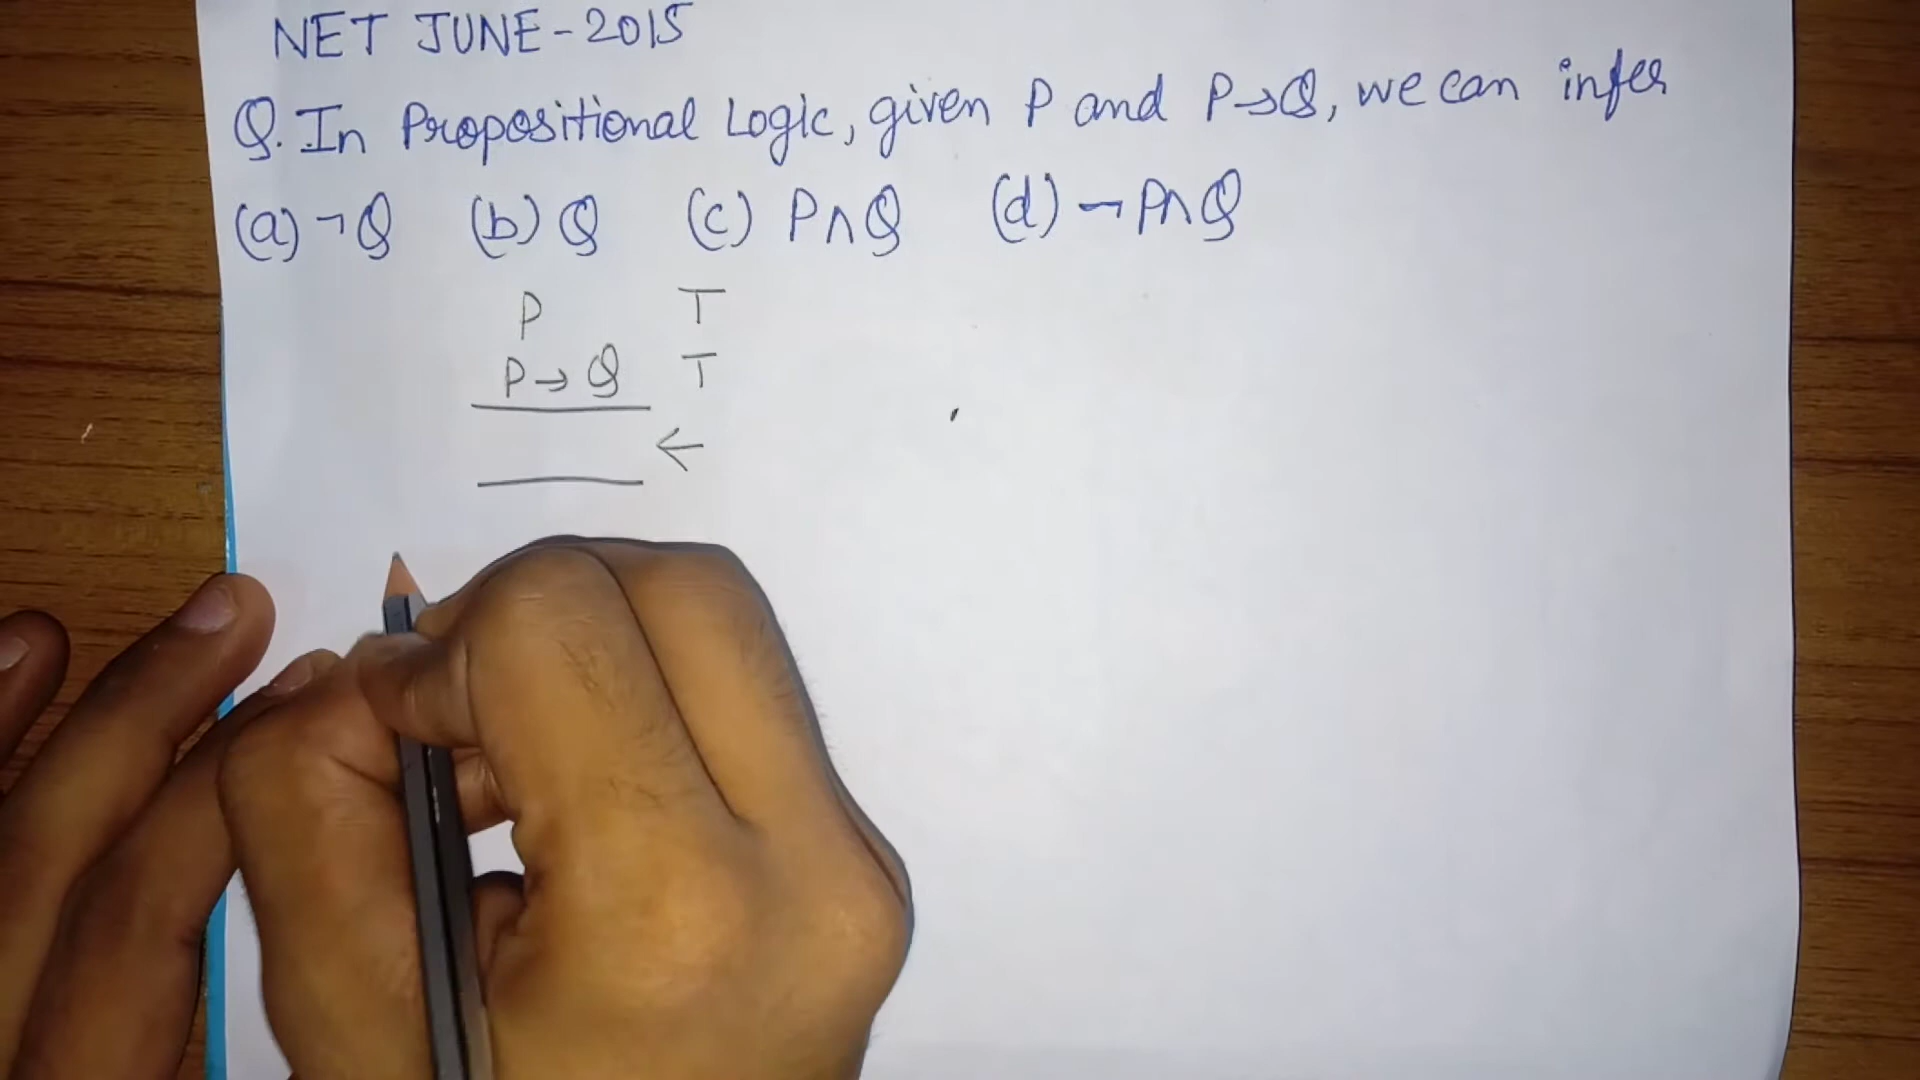 NET JUNE-2015
Q. In Propositional Logic, given P and P→Q, we can infer
(a) ¬Q (b) Q (c) P∧Q (d) ¬P∧Q
P T
P→Q T
←